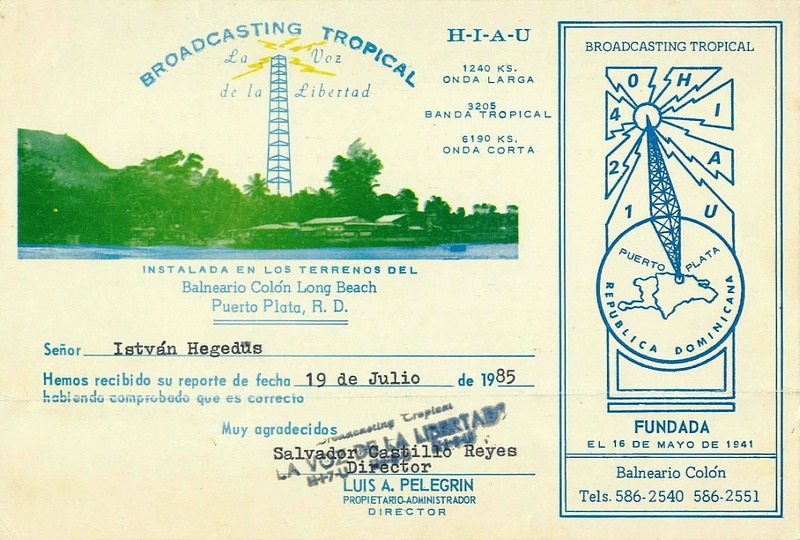 BROADCASTING TROPICAL
La Voz
de la Libertad
H-I-A-U
1240 KS.
ONDA LARGA
3205
BANDA TROPICAL
6190 KS.
ONDA CORTA
INSTALADA EN LOS TERRENOS DEL
Balneario Colón Long Beach
Puerto Plata, R. D.
Señor István Hegedüs
Hemos recibido su reporte de fecha 19 de Julio de 1985
habiendo comprobado que es correcto
Muy agradecidos
Broadcasting Tropical
LA VOZ DE LA LIBERTAD
Salvador Castillo Reyes
Director
LUIS A. PELEGRIN
PROPIETARIO-ADMINISTRADOR
DIRECTOR
BROADCASTING TROPICAL
0 H
4 I
2 A
1 U
PUERTO PLATA
REPUBLICA DOMINICANA
FUNDADA
EL 16 DE MAYO DE 1941
Balneario Colón
Tels. 586-2540 586-2551